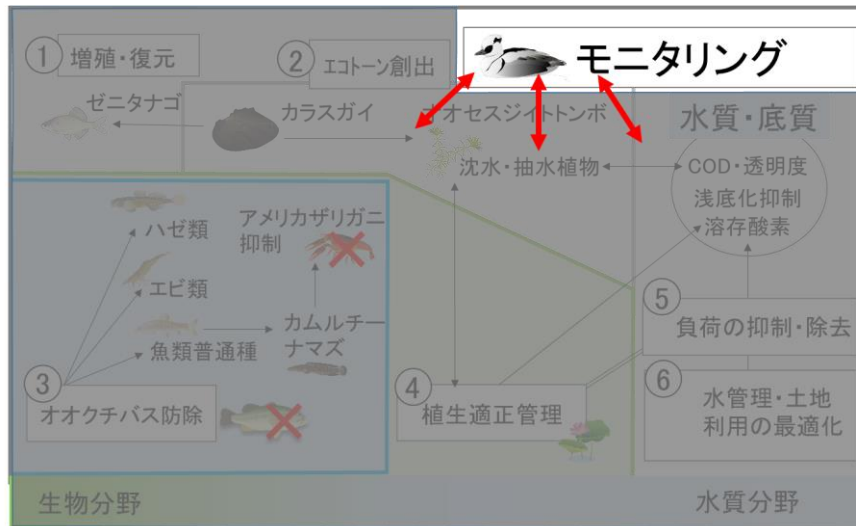 モニタリング
① 増殖・復元
② エコトーン創出
ゼニタナゴ
カラスガイ
オオセスジイトトンボ
水質・底質
沈水・抽水植物
COD・透明度
浅底化抑制
溶存酸素
ハゼ類
アメリカザリガニ
抑制
エビ類
カムルチー
ナマズ
魚類普通種
⑤
負荷の抑制・除去
③
オオクチバス防除
④
植生適正管理
⑥
水管理・土地
利用の最適化
生物分野
水質分野